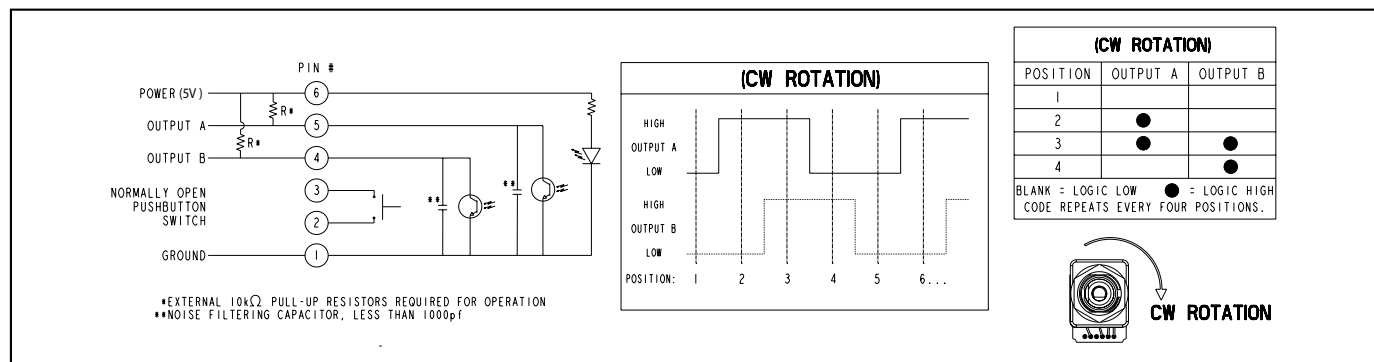 PIN #
POWER (5V) 6
R*
OUTPUT A 5
R*
OUTPUT B 4
NORMALLY OPEN
PUSHBUTTON
SWITCH
3
2
**
**
GROUND 1
*EXTERNAL 10kΩ PULL-UP RESISTORS REQUIRED FOR OPERATION
**NOISE FILTERING CAPACITOR, LESS THAN 1000pf
(CW ROTATION)
HIGH
OUTPUT A
LOW
HIGH
OUTPUT B
LOW
POSITION: 1 2 3 4 5 6...
(CW ROTATION)
POSITION OUTPUT A OUTPUT B
1
2 ●
3 ● ●
4 ●
BLANK = LOGIC LOW ● = LOGIC HIGH
CODE REPEATS EVERY FOUR POSITIONS.
CW ROTATION